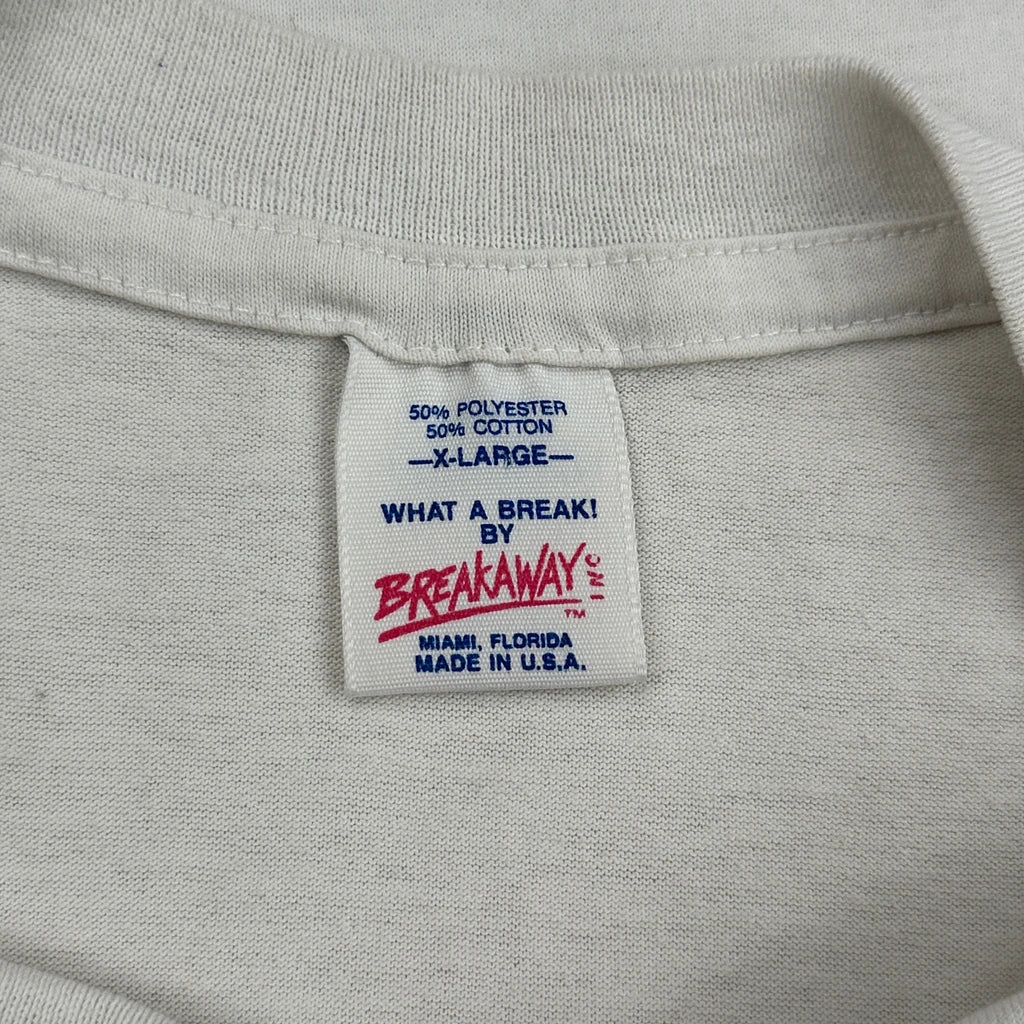 50% POLYESTER
50% COTTON
—X-LARGE—
WHAT A BREAK!
BY
BREAKAWAY INC
™
MIAMI, FLORIDA
MADE IN U.S.A.